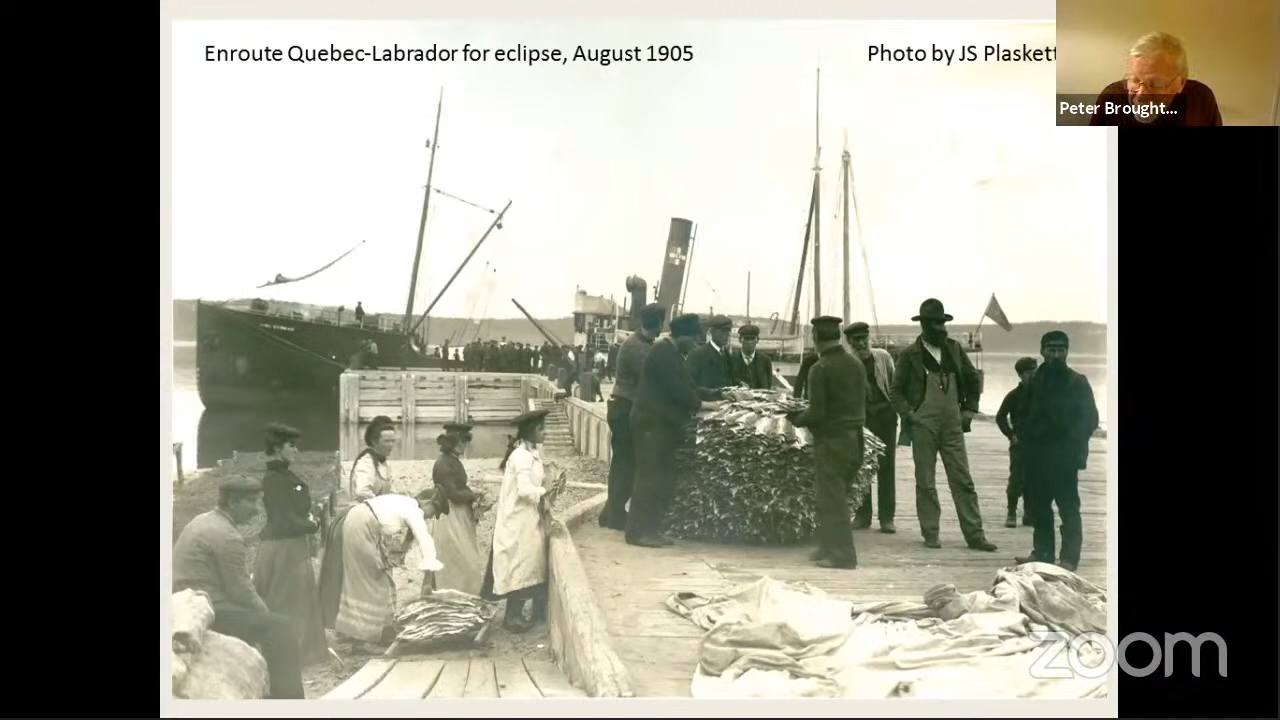 Enroute Quebec-Labrador for eclipse, August 1905
Photo by JS Plaskett
Peter Brought...
zoom